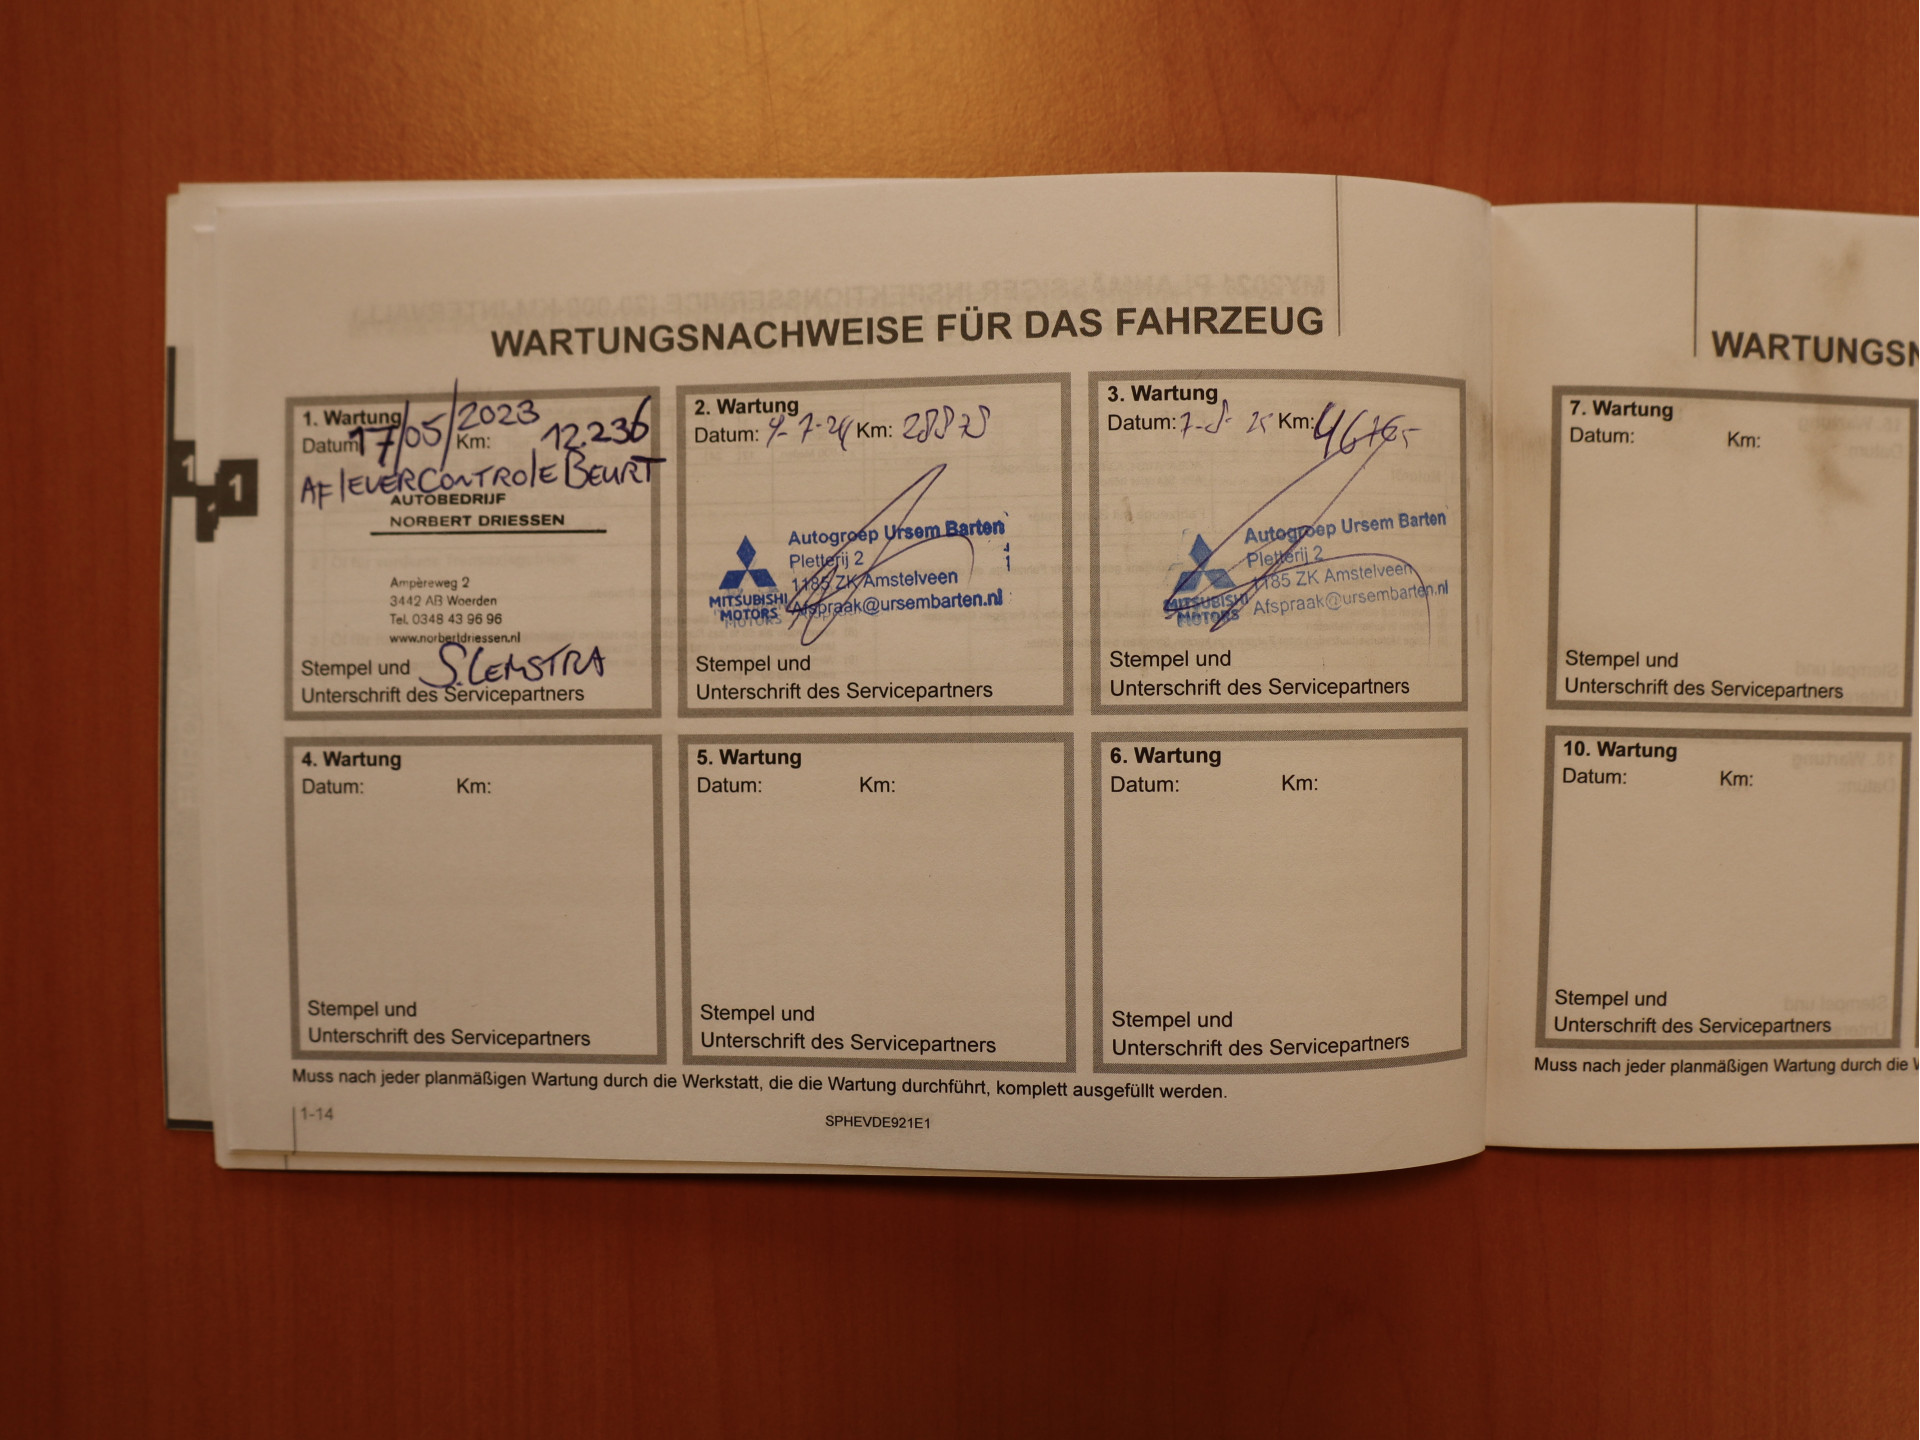 WARTUNGSNACHWEISE FÜR DAS FAHRZEUG
1. Wartung
Datum 17/05/2023 Km: 12.236
AFLEVERCONTROLE BEURT
AUTOBEDRIJF
NORBERT DRIESSEN
Ampèreweg 2
3442 AB Woerden
Tel. 0348 43 96 96
www.norbertdriessen.nl
Stempel und S. LEMSTRA
Unterschrift des Servicepartners
2. Wartung
Datum: 9-7-24 Km: 28878
Autogroep Ursem Barten
Pletterij 2
1185 ZK Amstelveen
Afspraak@ursembarten.nl
MITSUBISHI
MOTORS
Stempel und
Unterschrift des Servicepartners
3. Wartung
Datum: 7-8-25 Km:
Autogroep Ursem Barten
Pletterij 2
1185 ZK Amstelveen
Afspraak@ursembarten.nl
MITSUBISHI
MOTORS
Stempel und
Unterschrift des Servicepartners
4. Wartung
Datum: Km:
Stempel und
Unterschrift des Servicepartners
5. Wartung
Datum: Km:
Stempel und
Unterschrift des Servicepartners
6. Wartung
Datum: Km:
Stempel und
Unterschrift des Servicepartners
Muss nach jeder planmäßigen Wartung durch die Werkstatt, die die Wartung durchführt, komplett ausgefüllt werden.
1-14
SPHEVDE921E1
1
1
WARTUNGSN
7. Wartung
Datum: Km:
Stempel und
Unterschrift des Servicepartners
10. Wartung
Datum: Km:
Stempel und
Unterschrift des Servicepartners
Muss nach jeder planmäßigen Wartung durch die W